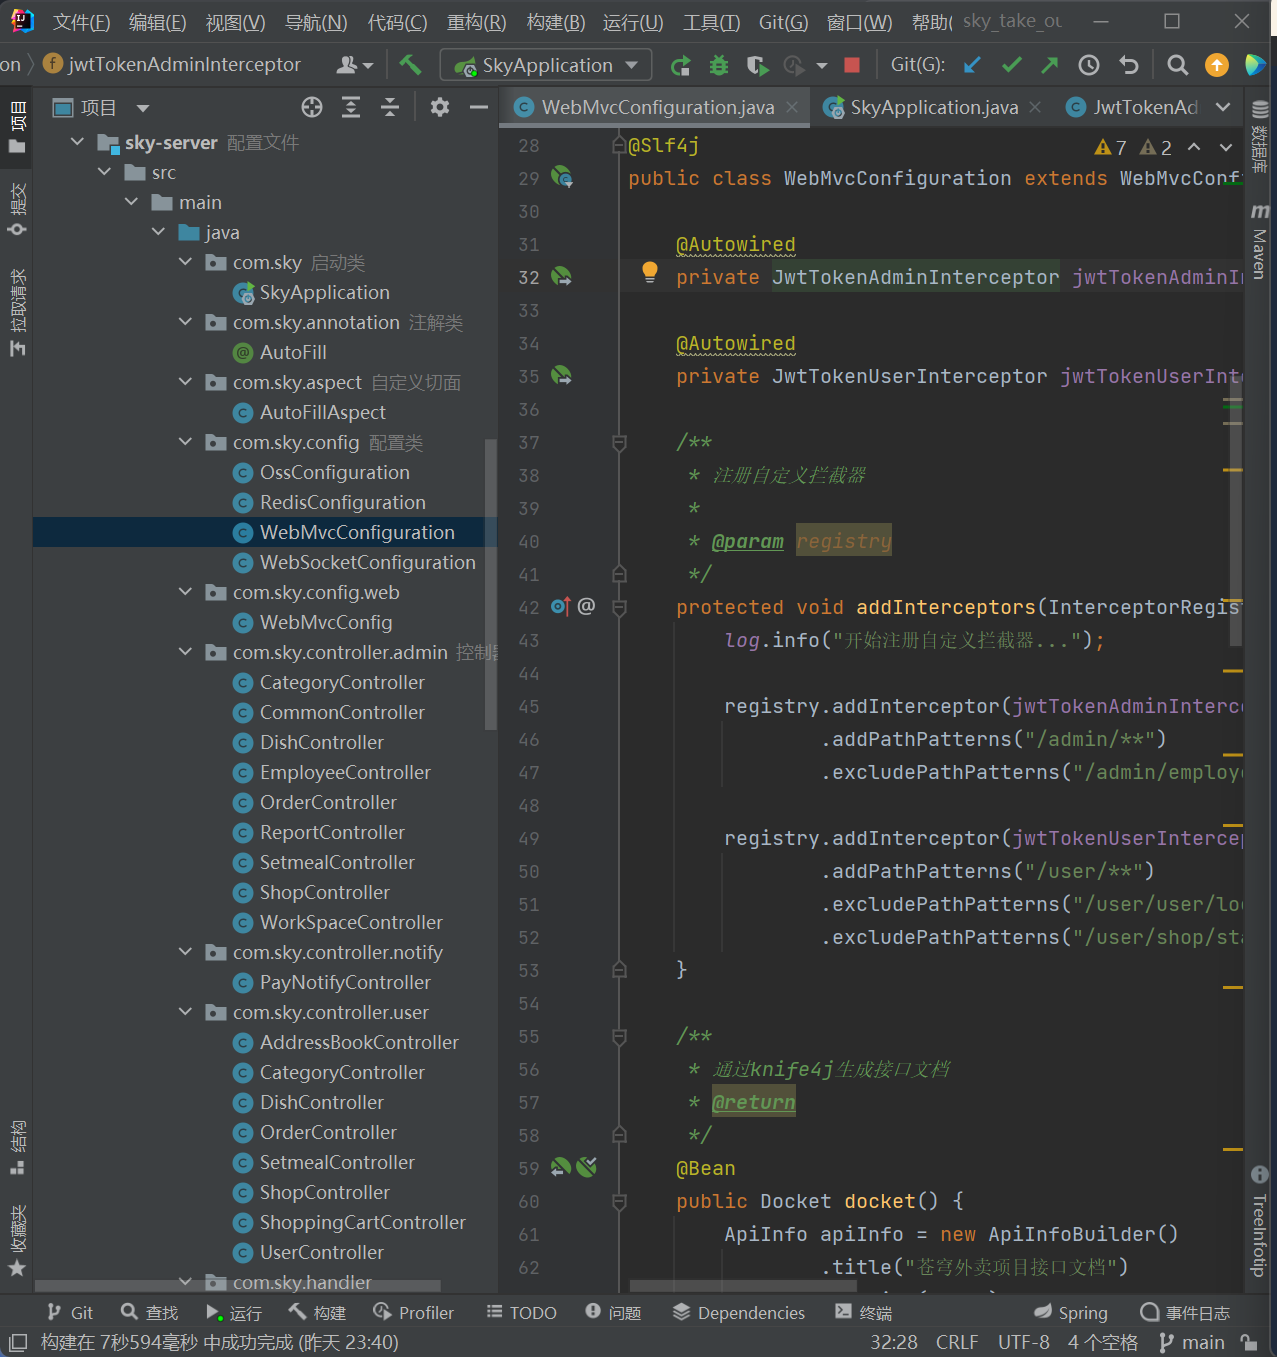 文件(F) 编辑(E) 视图(V) 导航(N) 代码(C) 重构(R) 构建(B) 运行(U) 工具(T) Git(G) 窗口(W) 帮助( sky_take_ou
on jwtTokenAdminInterceptor SkyApplication Git(G):
项目
WebMvcConfiguration.java SkyApplication.java JwtTokenAd
项目
提交
拉取请求
结构
收藏夹
sky-server 配置文件
src
main
java
com.sky 启动类
SkyApplication
com.sky.annotation 注解类
AutoFill
com.sky.aspect 自定义切面
AutoFillAspect
com.sky.config 配置类
OssConfiguration
RedisConfiguration
WebMvcConfiguration
WebSocketConfiguration
com.sky.config.web
WebMvcConfig
com.sky.controller.admin 控制器
CategoryController
CommonController
DishController
EmployeeController
OrderController
ReportController
SetmealController
ShopController
WorkSpaceController
com.sky.controller.notify
PayNotifyController
com.sky.controller.user
AddressBookController
CategoryController
DishController
OrderController
SetmealController
ShopController
ShoppingCartController
UserController
com.sky.handler
7 2
28 @Slf4j
29 public class WebMvcConfiguration extends WebMvcConf
30
31 @Autowired
32 private JwtTokenAdminInterceptor jwtTokenAdminIn
33
34 @Autowired
35 private JwtTokenUserInterceptor jwtTokenUserInte
36
37 /**
38 * 注册自定义拦截器
39 *
40 * @param registry
41 */
42 @ protected void addInterceptors(InterceptorRegist
43 log.info("开始注册自定义拦截器...");
44
45 registry.addInterceptor(jwtTokenAdminInterce
46 .addPathPatterns("/admin/**")
47 .excludePathPatterns("/admin/employe
48
49 registry.addInterceptor(jwtTokenUserIntercep
50 .addPathPatterns("/user/**")
51 .excludePathPatterns("/user/user/lo
52 .excludePathPatterns("/user/shop/sta
53 }
54
55 /**
56 * 通过knife4j生成接口文档
57 * @return
58 */
59 @Bean
60 public Docket docket() {
61 ApiInfo apiInfo = new ApiInfoBuilder()
62 .title("苍穹外卖项目接口文档")
数据库
m Maven
TreeInfotip
Git 查找 运行 构建 Profiler TODO 问题 Dependencies 终端 Spring 事件日志
构建在 7秒594毫秒 中成功完成 (昨天 23:40) 32:28 CRLF UTF-8 4 个空格 main